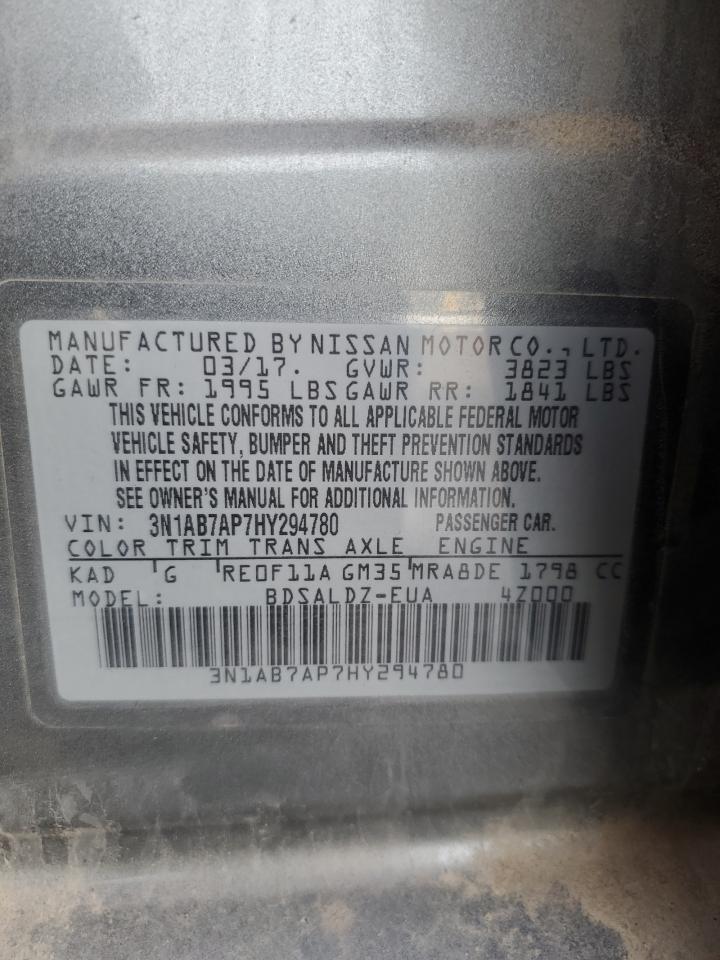 MANUFACTURED BY NISSAN MOTOR CO., LTD.
DATE: 03/17. GVWR: 3823 LBS
GAWR FR: 1995 LBS GAWR RR: 1841 LBS
THIS VEHICLE CONFORMS TO ALL APPLICABLE FEDERAL MOTOR
VEHICLE SAFETY, BUMPER AND THEFT PREVENTION STANDARDS
IN EFFECT ON THE DATE OF MANUFACTURE SHOWN ABOVE.
SEE OWNER'S MANUAL FOR ADDITIONAL INFORMATION.
VIN: 3N1AB7AP7HY294780 PASSENGER CAR.
COLOR TRIM TRANS AXLE ENGINE
KAD G RE0F11A GM35 MRA8DE 1798 CC
MODEL: BDSALDZ-EUA 4Z000
3N1AB7AP7HY294780